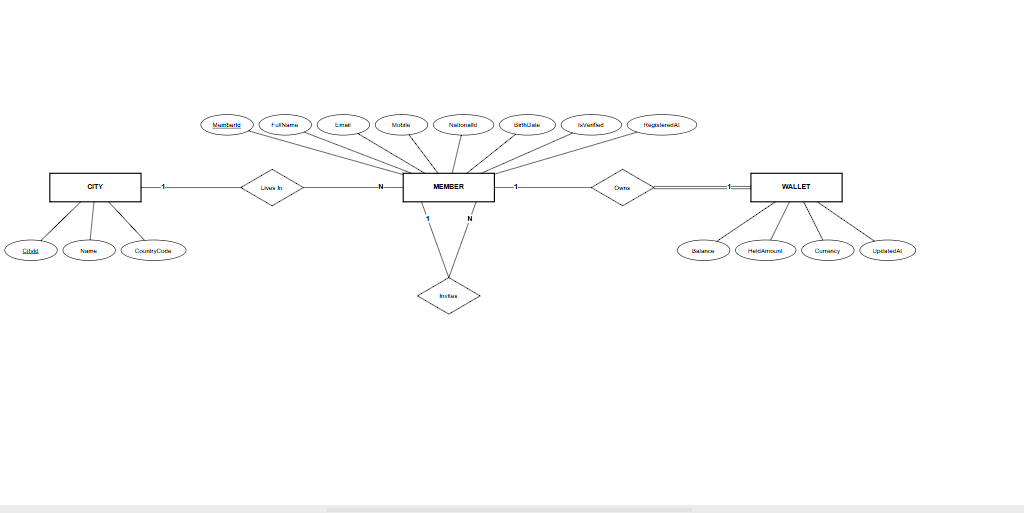 MemberId FullName Email Mobile NationalId BirthDate IsVerified RegisteredAt
CITY 1 Lives In N MEMBER 1 Owns 1 WALLET
1 N
CityId Name CountryCode Balance HeldAmount Currency UpdatedAt
Invites